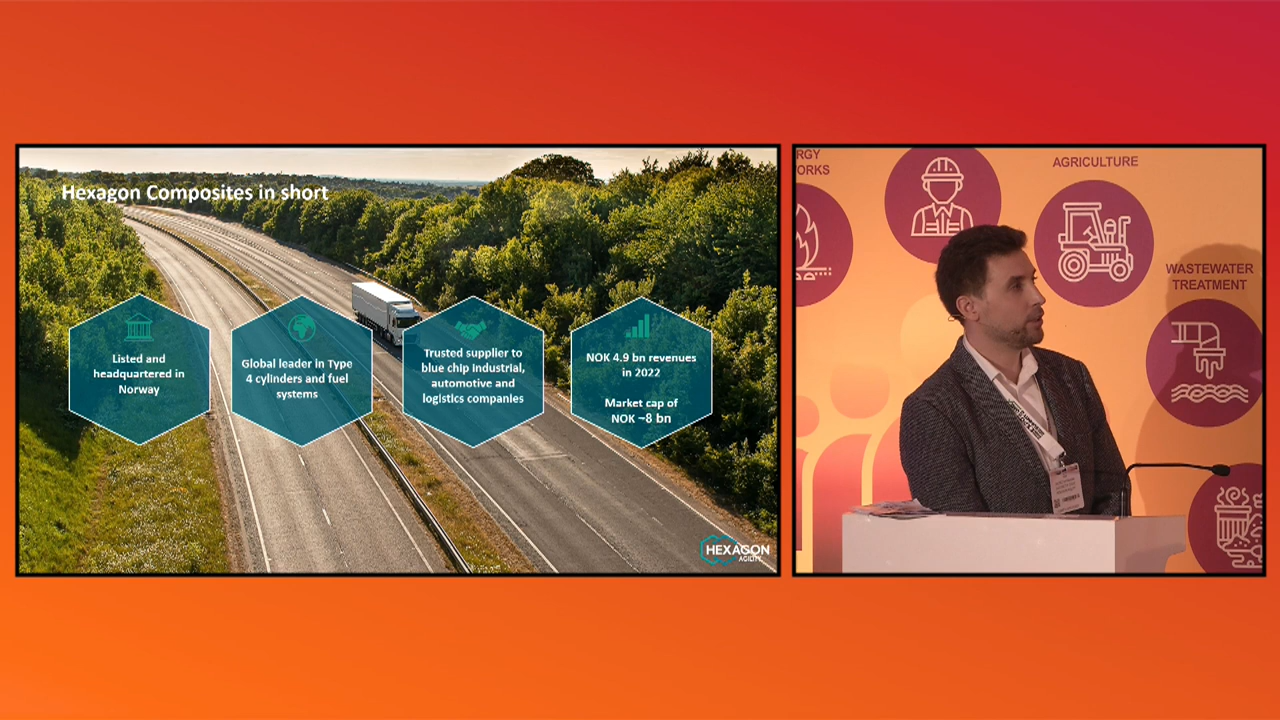 Hexagon Composites in short
Listed and
headquartered in
Norway
Global leader in Type
4 cylinders and fuel
systems
Trusted supplier to
blue chip industrial,
automotive and
logistics companies
NOK 4.9 bn revenues
in 2022
Market cap of
NOK ~8 bn
HEXAGON
AGILITY
RGY
ORKS
AGRICULTURE
WASTEWATER
TREATMENT